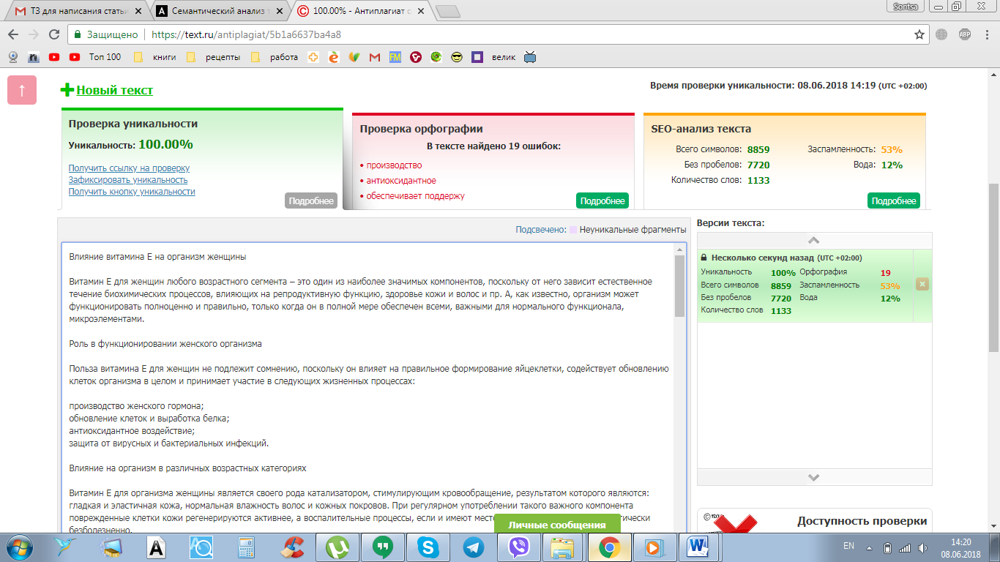 ТЗ для написания стать
Семантический анализ т
100.00% - Антиплагиат о
Sontsa
Защищено
https://text.ru/antiplagiat/5b1a6637ba4a8
ABP
Топ 100
книги
рецепты
работа
FM
велик
Новый текст
Время проверки уникальности: 08.06.2018 14:19 (UTC +02:00)
Проверка уникальности
Уникальность: 100.00%
Получить ссылку на проверку
Зафиксировать уникальность
Получить кнопку уникальности
Подробнее
Проверка орфографии
В тексте найдено 19 ошибок:
• производство
• антиоксидантное
• обеспечивает поддержу
Подробнее
SEO-анализ текста
Всего символов: 8859 Заспамленность: 53%
Без пробелов: 7720 Вода: 12%
Количество слов: 1133
Подробнее
Подсвечено: Неуникальные фрагменты
Влияние витамина Е на организм женщины
Витамин Е для женщин любого возрастного сегмента – это один из наиболее значимых компонентов, поскольку от него зависит естественное
течение биохимических процессов, влияющих на репродуктивную функцию, здоровье кожи и волос и пр. А, как известно, организм может
функционировать полноценно и правильно, только когда он в полной мере обеспечен всеми, важными для нормального функционала,
микроэлементами.
Роль в функционировании женского организма
Польза витамина Е для женщин не подлежит сомнению, поскольку он влияет на правильное формирование яйцеклетки, содействует обновлению
клеток организма в целом и принимает участие в следующих жизненных процессах:
производство женского гормона;
обновление клеток и выработка белка;
антиоксидантное воздействие;
защита от вирусных и бактериальных инфекций.
Влияние на организм в различных возрастных категориях
Витамин Е для организма женщины является своего рода катализатором, стимулирующим кровообращение, результатом которого являются:
гладкая и эластичная кожа, нормальная влажность волос и кожных покровов. При регулярном употреблении такого важного компонента
поврежденные клетки кожи регенерируются активнее, а воспалительные процессы, если и имеют мест
безболезненно.
Личные сообщения
Версии текста:
Несколько секунд назад (UTC +02:00)
Уникальность 100% Орфография 19
Всего символов 8859 Заспамленность 53%
Без пробелов 7720 Вода 12%
Количество слов 1133
Доступность проверки
EN
14:20
08.06.2018